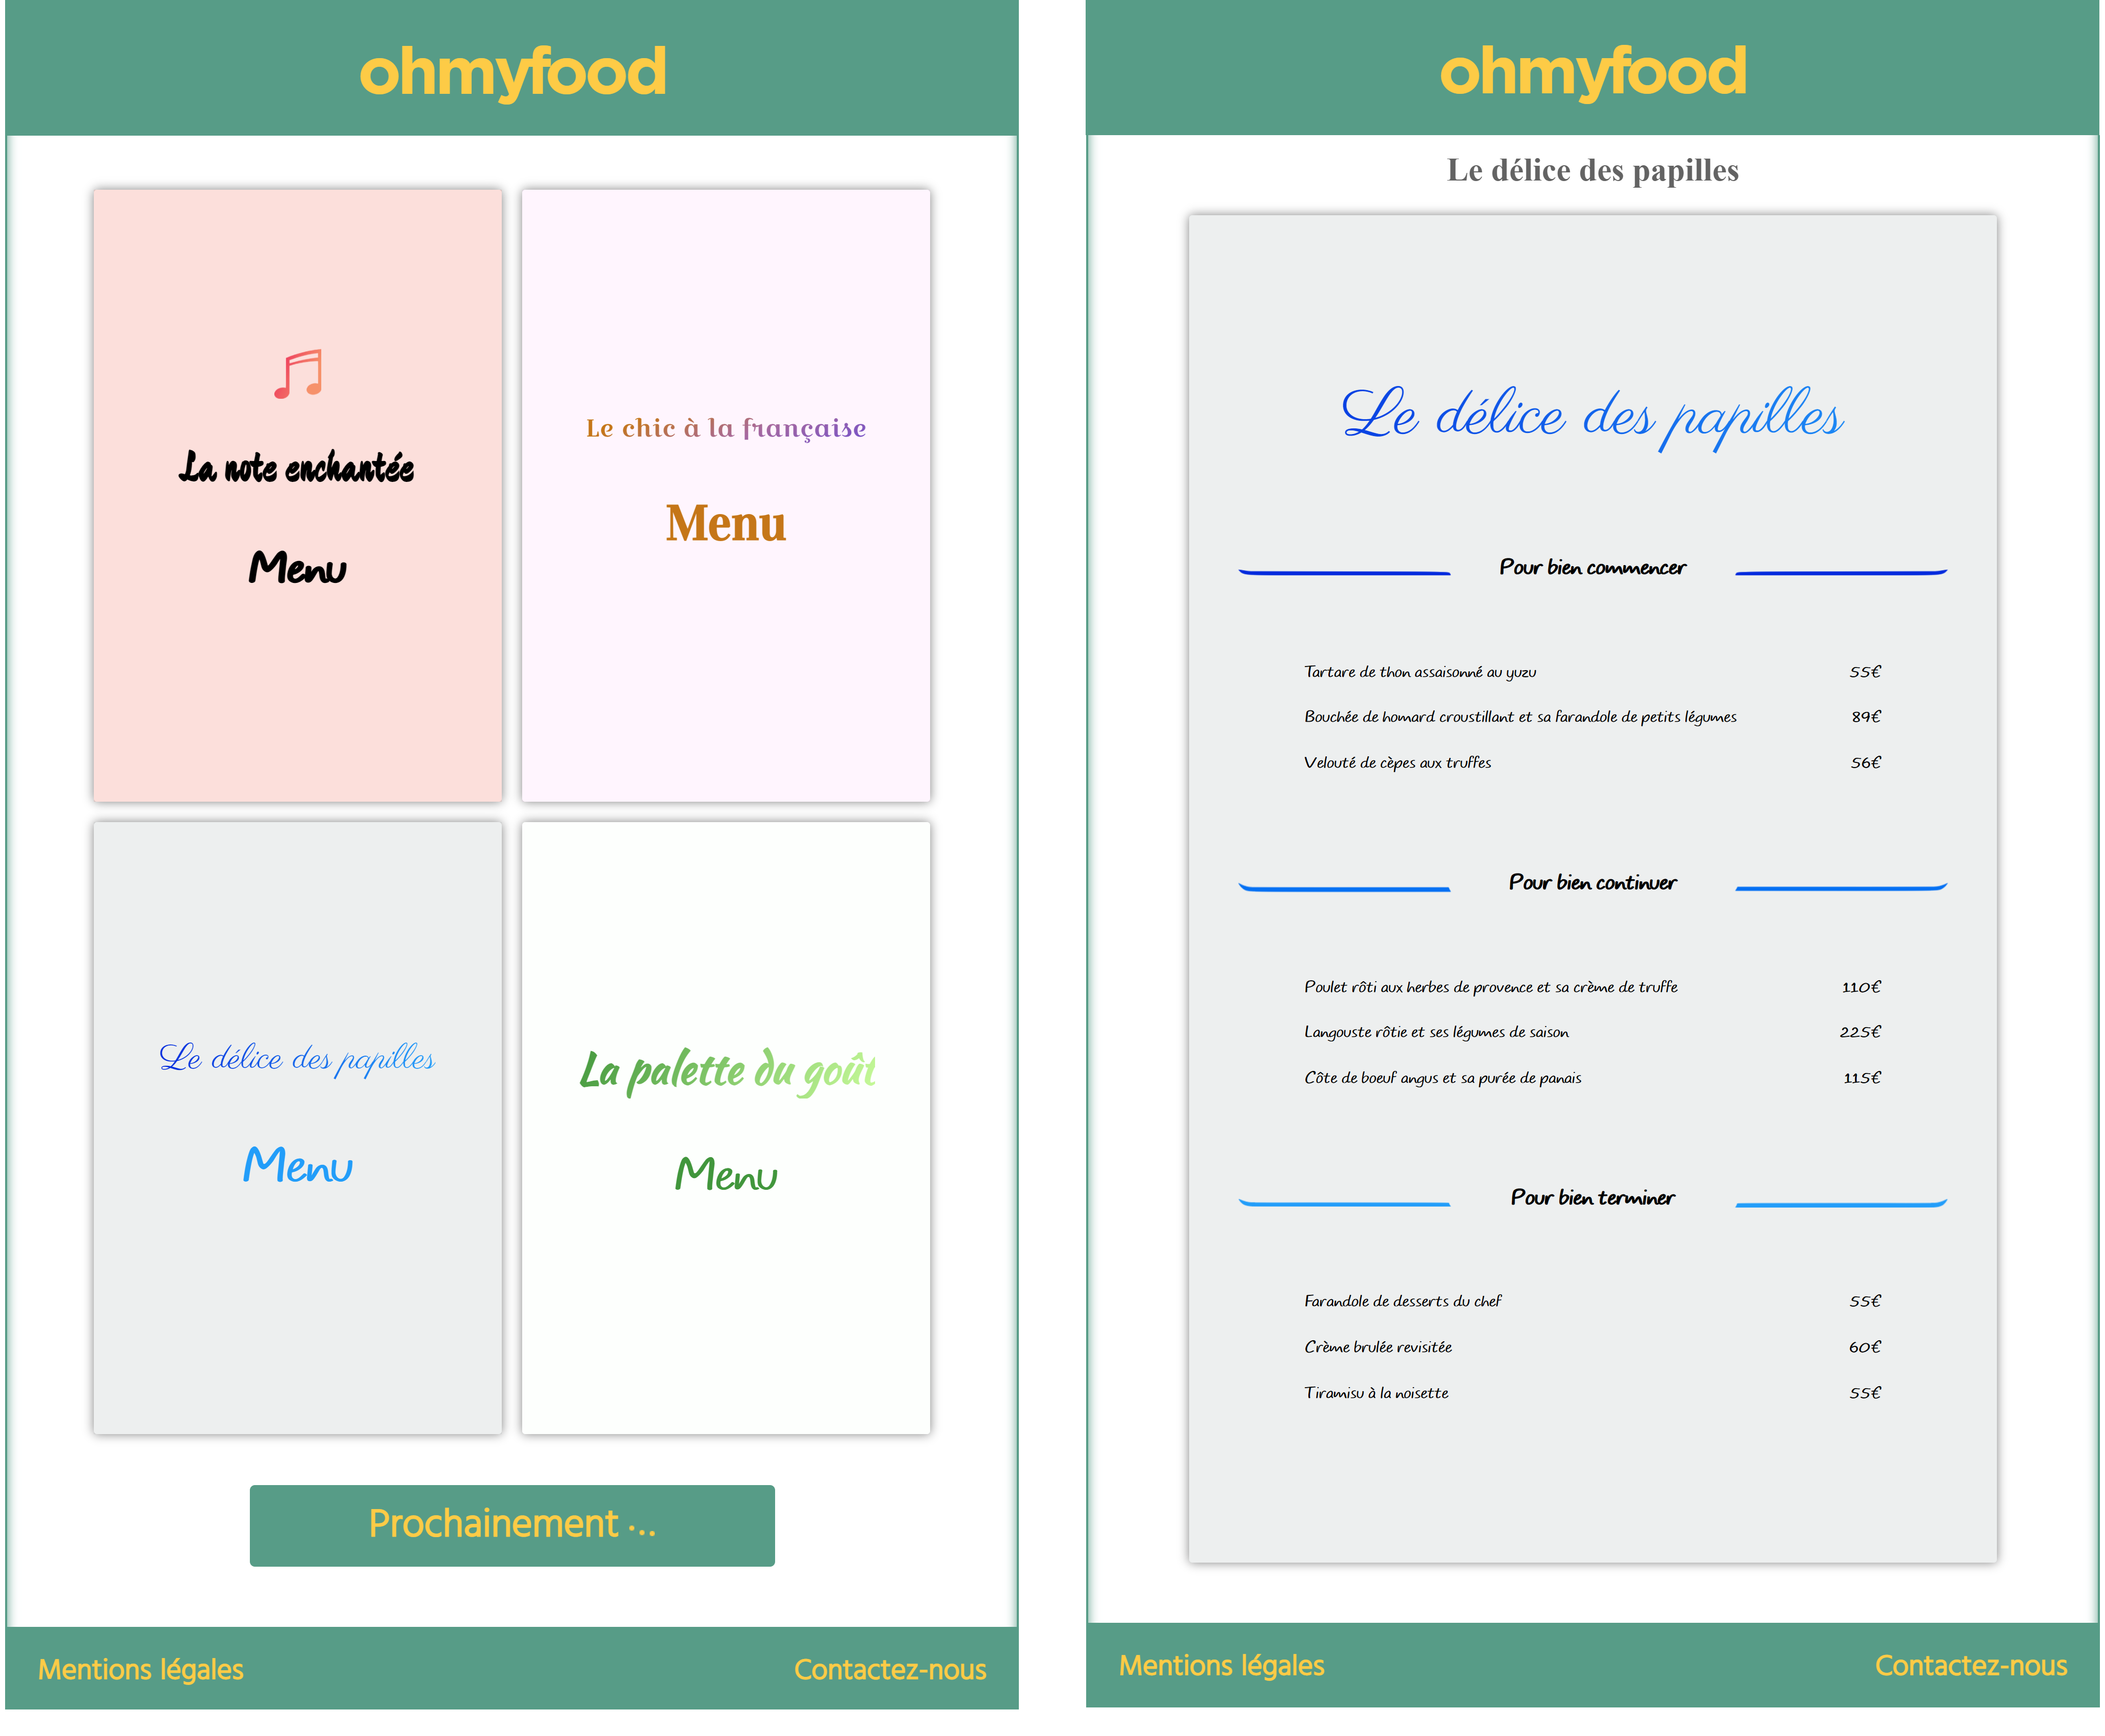 ohmyfood
La note enchantée
Menu
Le chic à la française
Menu
Le délice des papilles
Menu
La palette du goût
Menu
Prochainement ...
Mentions légales
Contactez-nous
ohmyfood
Le délice des papilles
Le délice des papilles
Pour bien commencer
Tartare de thon assaisonné au yuzu 55€
Bouchée de homard croustillant et sa farandole de petits légumes 89€
Velouté de cèpes aux truffes 56€
Pour bien continuer
Poulet rôti aux herbes de provence et sa crème de truffe 110€
Langouste rôtie et ses légumes de saison 225€
Côte de boeuf angus et sa purée de panais 115€
Pour bien terminer
Farandole de desserts du chef 55€
Crème brulée revisitée 60€
Tiramisu à la noisette 55€
Mentions légales
Contactez-nous